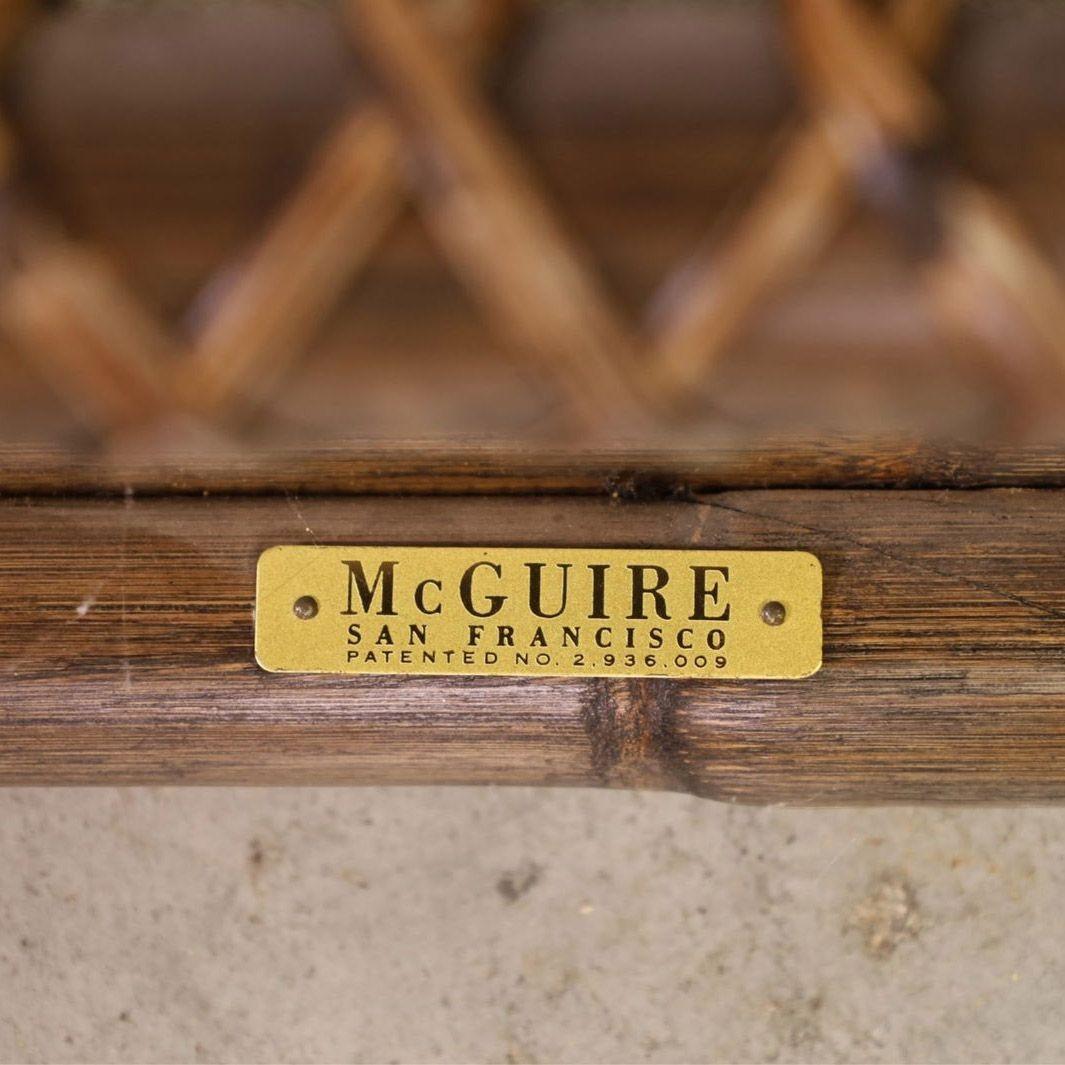 McGUIRE
SAN FRANCISCO
PATENTED NO. 2.936.009